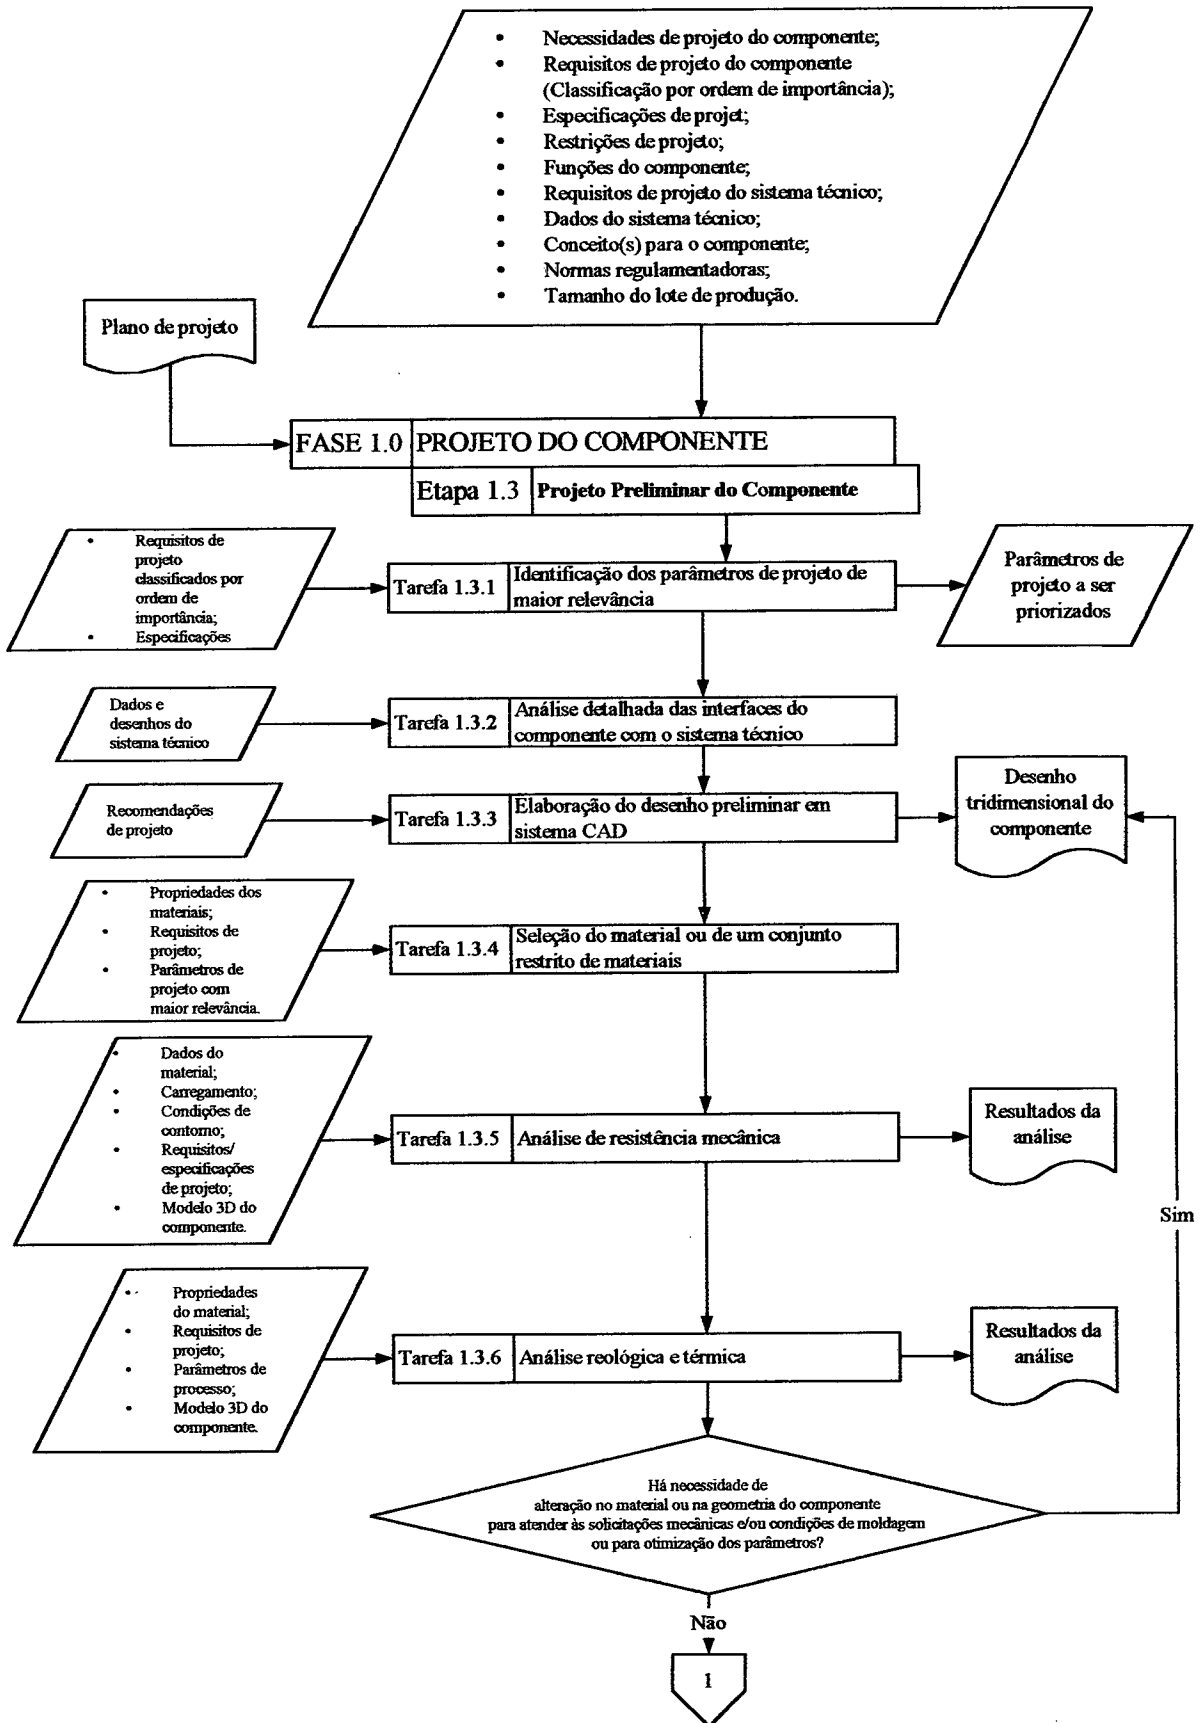 • Necessidades de projeto do componente;
• Requisitos de projeto do componente
(Classificação por ordem de importância);
• Especificações de projet;
• Restrições de projeto;
• Funções do componente;
• Requisitos de projeto do sistema técnico;
• Dados do sistema técnico;
• Conceito(s) para o componente;
• Normas regulamentadoras;
• Tamanho do lote de produção.
Plano de projeto
FASE 1.0 PROJETO DO COMPONENTE
Etapa 1.3 Projeto Preliminar do Componente
• Requisitos de
projeto
classificados por
ordem de
importância;
• Especificações
Tarefa 1.3.1
Identificação dos parâmetros de projeto de
maior relevância
Parâmetros de
projeto a ser
priorizados
Dados e
desenhos do
sistema técnico
Tarefa 1.3.2
Análise detalhada das interfaces do
componente com o sistema técnico
Recomendações
de projeto
Tarefa 1.3.3
Elaboração do desenho preliminar em
sistema CAD
Desenho
tridimensional do
componente
• Propriedades dos
materiais;
• Requisitos de
projeto;
• Parâmetros de
projeto com
maior relevância.
Tarefa 1.3.4
Seleção do material ou de um conjunto
restrito de materiais
• Dados do
material;
• Carregamento;
• Condições de
contorno;
• Requisitos/
especificações
de projeto;
• Modelo 3D do
componente.
Tarefa 1.3.5
Análise de resistência mecânica
Resultados da
análise
Sim
• Propriedades
do material;
• Requisitos de
projeto;
• Parâmetros de
processo;
• Modelo 3D do
componente.
Tarefa 1.3.6
Análise reológica e térmica
Resultados da
análise
Há necessidade de
alteração no material ou na geometria do componente
para atender às solicitações mecânicas e/ou condições de moldagem
ou para otimização dos parâmetros?
Não
1